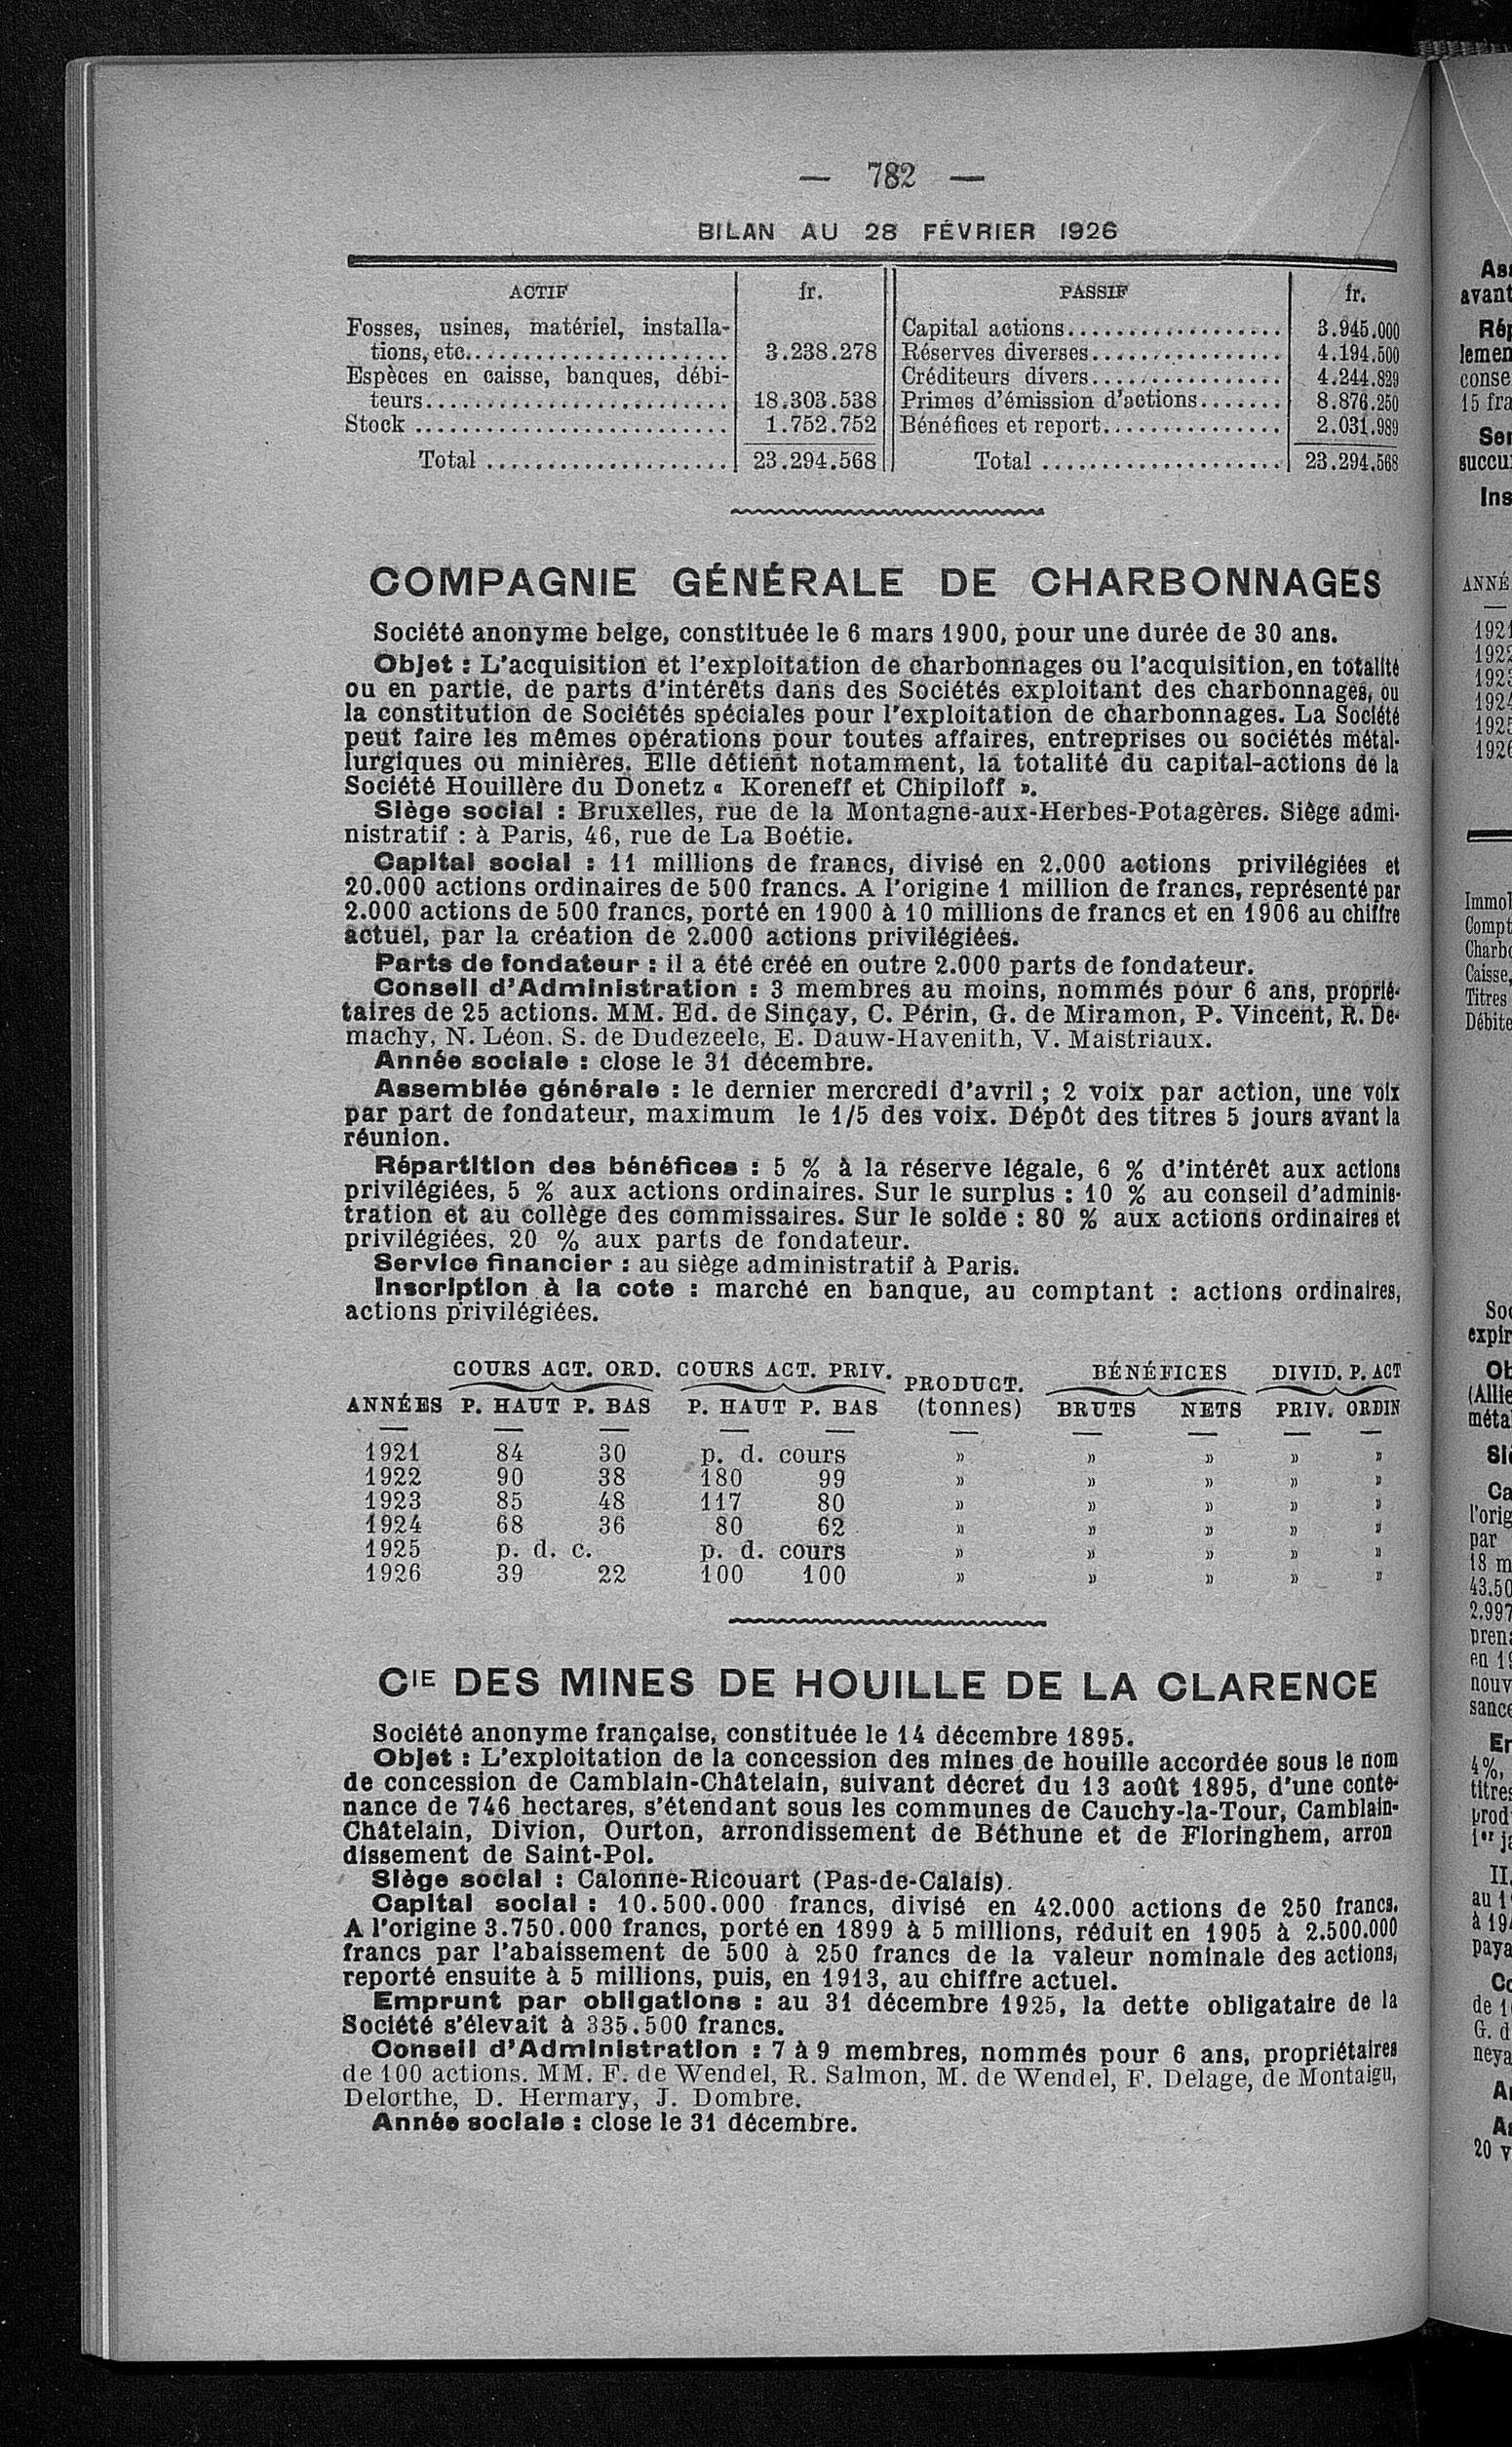 — 782 —
BILAN AU 28 FÉVRIER 1926
ACTIF fr. PASSIF fr.
Fosses, usines, matériel, installa- Capital actions.................. 3.945.000
tions, etc...................... 3.238.278 Réserves diverses................ 4.194.500
Espèces en caisse, banques, débi- Créditeurs divers................ 4.244.829
teurs......................... 18.303.538 Primes d'émission d'actions....... 8.876.250
Stock .......................... 1.752.752 Bénéfices et report............... 2.031.989
Total .................... 23.294.568 Total .................... 23.294.568
COMPAGNIE GÉNÉRALE DE CHARBONNAGES
Société anonyme belge, constituée le 6 mars 1900, pour une durée de 30 ans.
Objet : L'acquisition et l'exploitation de charbonnages ou l'acquisition, en totalité
ou en partie, de parts d'intérêts dans des Sociétés exploitant des charbonnages, ou
la constitution de Sociétés spéciales pour l'exploitation de charbonnages. La Société
peut faire les mêmes opérations pour toutes affaires, entreprises ou sociétés métal-
lurgiques ou minières. Elle détient notamment, la totalité du capital-actions de la
Société Houillère du Donetz « Koreneff et Chipiloff ».
Siège social : Bruxelles, rue de la Montagne-aux-Herbes-Potagères. Siège admi-
nistratif : à Paris, 46, rue de La Boétie.
Capital social : 11 millions de francs, divisé en 2.000 actions privilégiées et
20.000 actions ordinaires de 500 francs. A l'origine 1 million de francs, représenté par
2.000 actions de 500 francs, porté en 1900 à 10 millions de francs et en 1906 au chiffre
actuel, par la création de 2.000 actions privilégiées.
Parts de fondateur : il a été créé en outre 2.000 parts de fondateur.
Conseil d'Administration : 3 membres au moins, nommés pour 6 ans, proprié-
taires de 25 actions. MM. Ed. de Sinçay, C. Périn, G. de Miramon, P. Vincent, R. De-
machy, N. Léon. S. de Dudezeele, E. Dauw-Havenith, V. Maistriaux.
Année sociale : close le 31 décembre.
Assemblée générale : le dernier mercredi d'avril ; 2 voix par action, une voix
par part de fondateur, maximum le 1/5 des voix. Dépôt des titres 5 jours avant la
réunion.
Répartition des bénéfices : 5 % à la réserve légale, 6 % d'intérêt aux actions
privilégiées, 5 % aux actions ordinaires. Sur le surplus : 10 % au conseil d'adminis-
tration et au collège des commissaires. Sur le solde : 80 % aux actions ordinaires et
privilégiées, 20 % aux parts de fondateur.
Service financier : au siège administratif à Paris.
Inscription à la cote : marché en banque, au comptant : actions ordinaires,
actions privilégiées.
COURS ACT. ORD. COURS ACT. PRIV. PRODUCT. BÉNÉFICES DIVID. P. ACT
ANNÉES P. HAUT P. BAS P. HAUT P. BAS (tonnes) BRUTS NETS PRIV. ORDIN
1921 84 30 p. d. cours » » » » »
1922 90 38 180 99 » » » » »
1923 85 48 117 80 » » » » »
1924 68 36 80 62 » » » » »
1925 p. d. c. p. d. cours » » » » »
1926 39 22 100 100 » » » » »
CIE DES MINES DE HOUILLE DE LA CLARENCE
Société anonyme française, constituée le 14 décembre 1895.
Objet : L'exploitation de la concession des mines de houille accordée sous le nom
de concession de Camblain-Châtelain, suivant décret du 13 août 1895, d'une conte-
nance de 746 hectares, s'étendant sous les communes de Cauchy-la-Tour, Camblain-
Châtelain, Divion, Ourton, arrondissement de Béthune et de Floringhem, arron
dissement de Saint-Pol.
Siège social : Calonne-Ricouart (Pas-de-Calais).
Capital social : 10.500.000 francs, divisé en 42.000 actions de 250 francs.
A l'origine 3.750.000 francs, porté en 1899 à 5 millions, réduit en 1905 à 2.500.000
francs par l'abaissement de 500 à 250 francs de la valeur nominale des actions,
reporté ensuite à 5 millions, puis, en 1913, au chiffre actuel.
Emprunt par obligations : au 31 décembre 1925, la dette obligataire de la
Société s'élevait à 335.500 francs.
Conseil d'Administration : 7 à 9 membres, nommés pour 6 ans, propriétaires
de 100 actions. MM. F. de Wendel, R. Salmon, M. de Wendel, F. Delage, de Montaigu,
Delorthe, D. Hermary, J. Dombre.
Année sociale : close le 31 décembre.